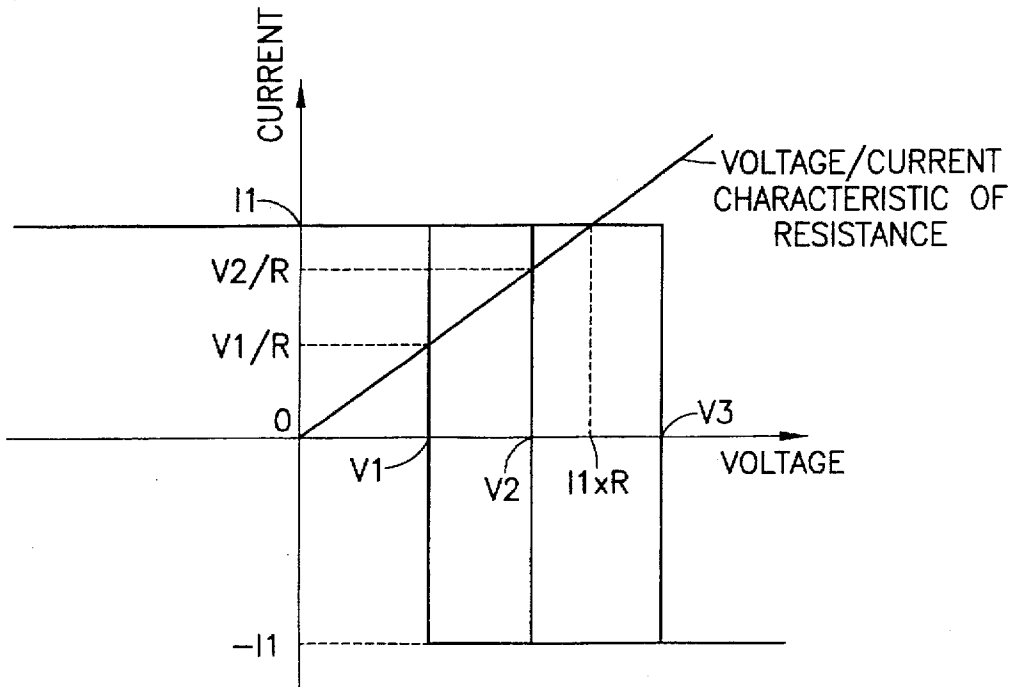 CURRENT
VOLTAGE/CURRENT
CHARACTERISTIC OF
RESISTANCE
I1
V2/R
V1/R
0
V3
V1
V2
I1xR
VOLTAGE
-I1